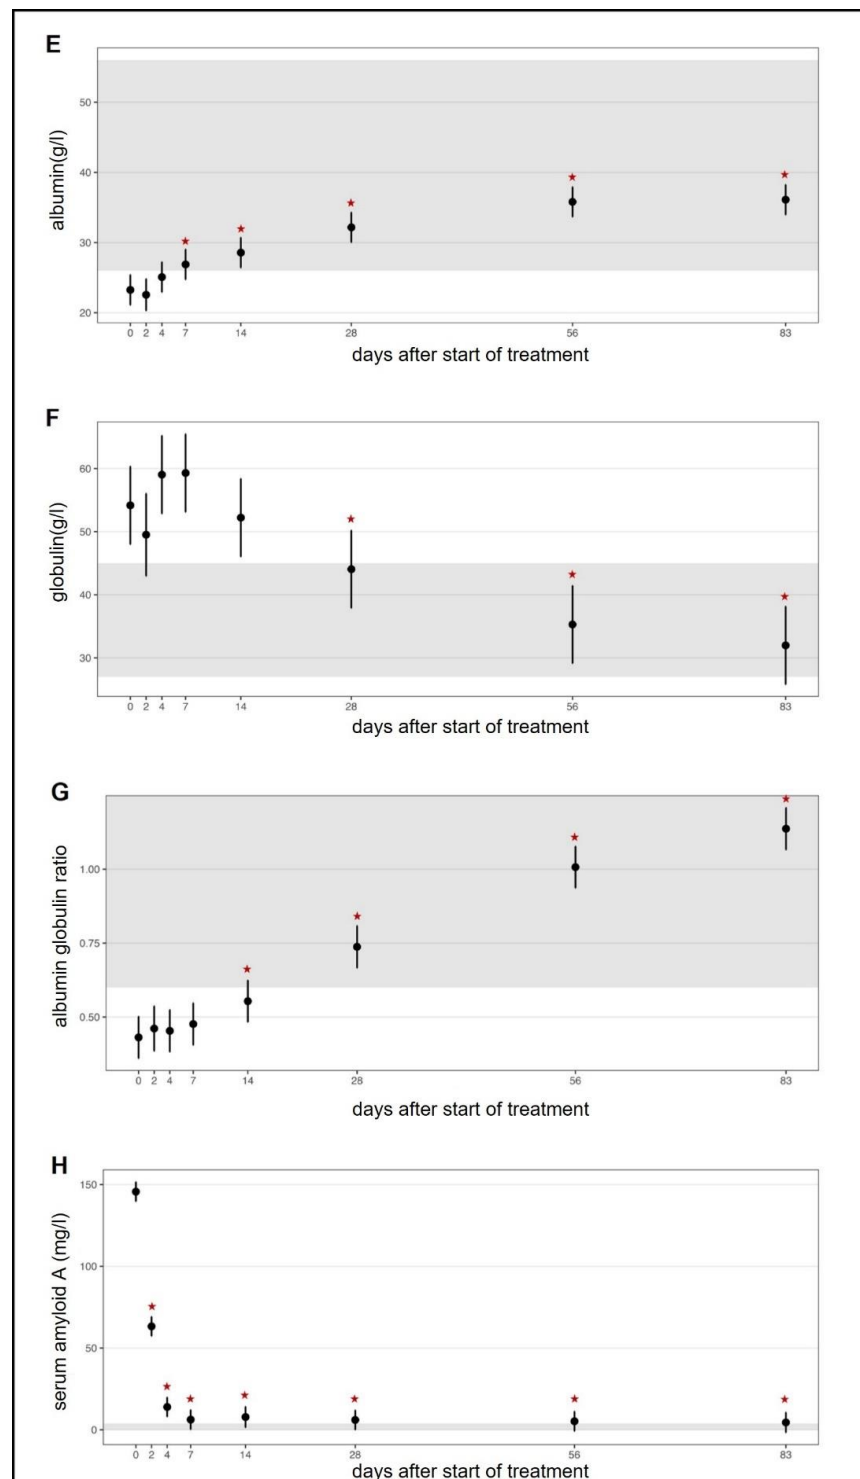 E
albumin(g/l)
50
40
30
20
0 2 4 7 14 28 56 83
days after start of treatment
F
globulin(g/l)
60
50
40
30
0 2 4 7 14 28 56 83
days after start of treatment
G
albumin globulin ratio
1.00
0.75
0.50
0 2 4 7 14 28 56 83
days after start of treatment
H
serum amyloid A (mg/l)
150
100
50
0
0 2 4 7 14 28 56 83
days after start of treatment